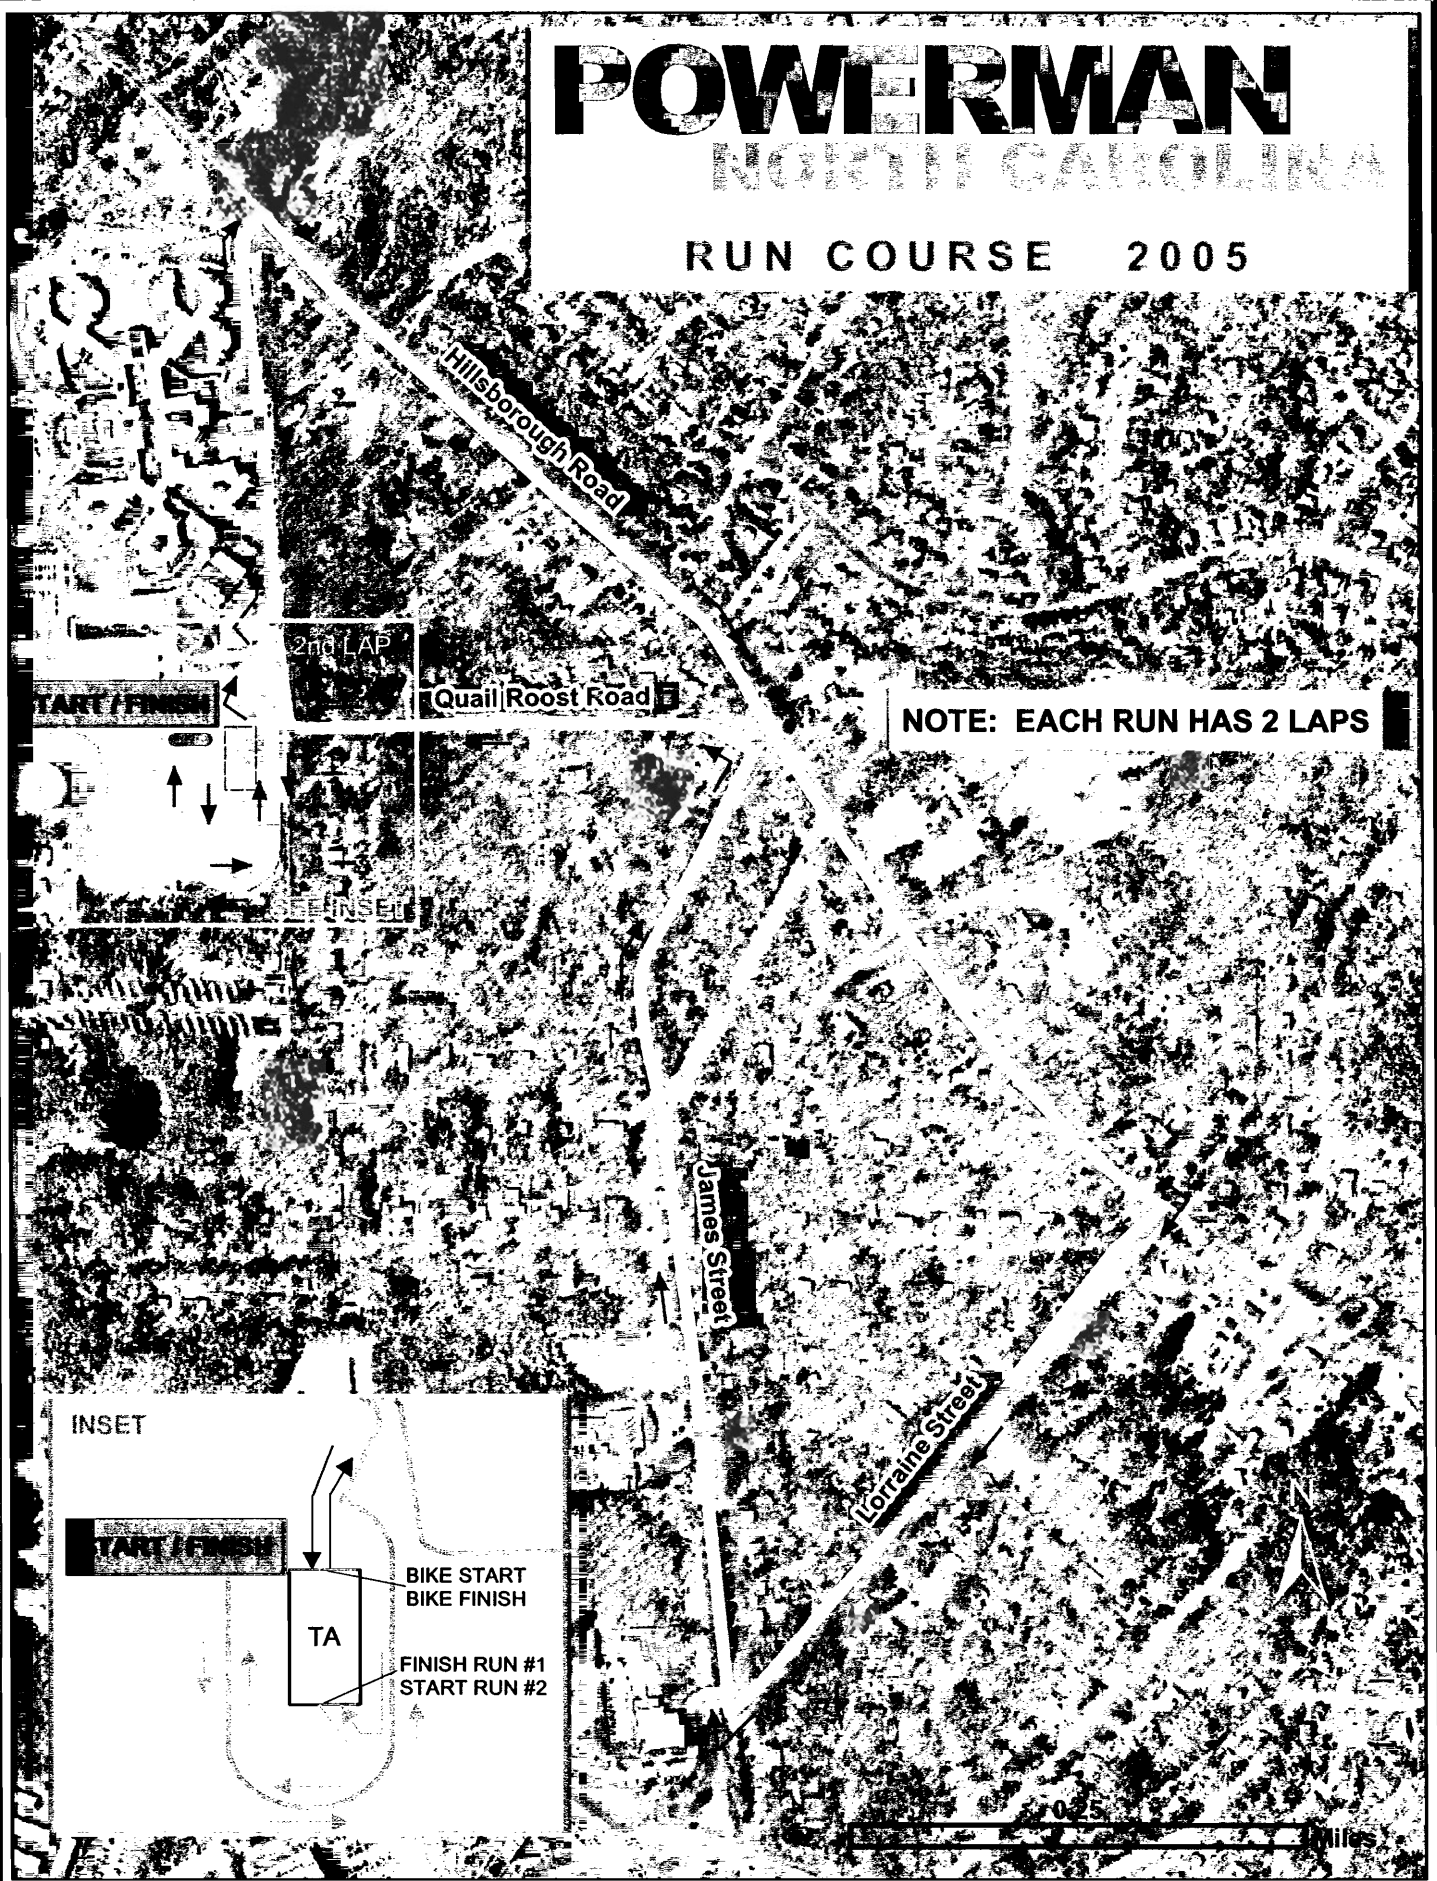 POWERMAN
NORTH CAROLINA
RUN COURSE 2005
Hillsborough Road
2nd LAP
START / FINISH
Quail Roost Road
NOTE: EACH RUN HAS 2 LAPS
SEE INSET
James Street
Lorraine Street
INSET
START / FINISH
BIKE START
BIKE FINISH
TA
FINISH RUN #1
START RUN #2
N
0.25
Miles